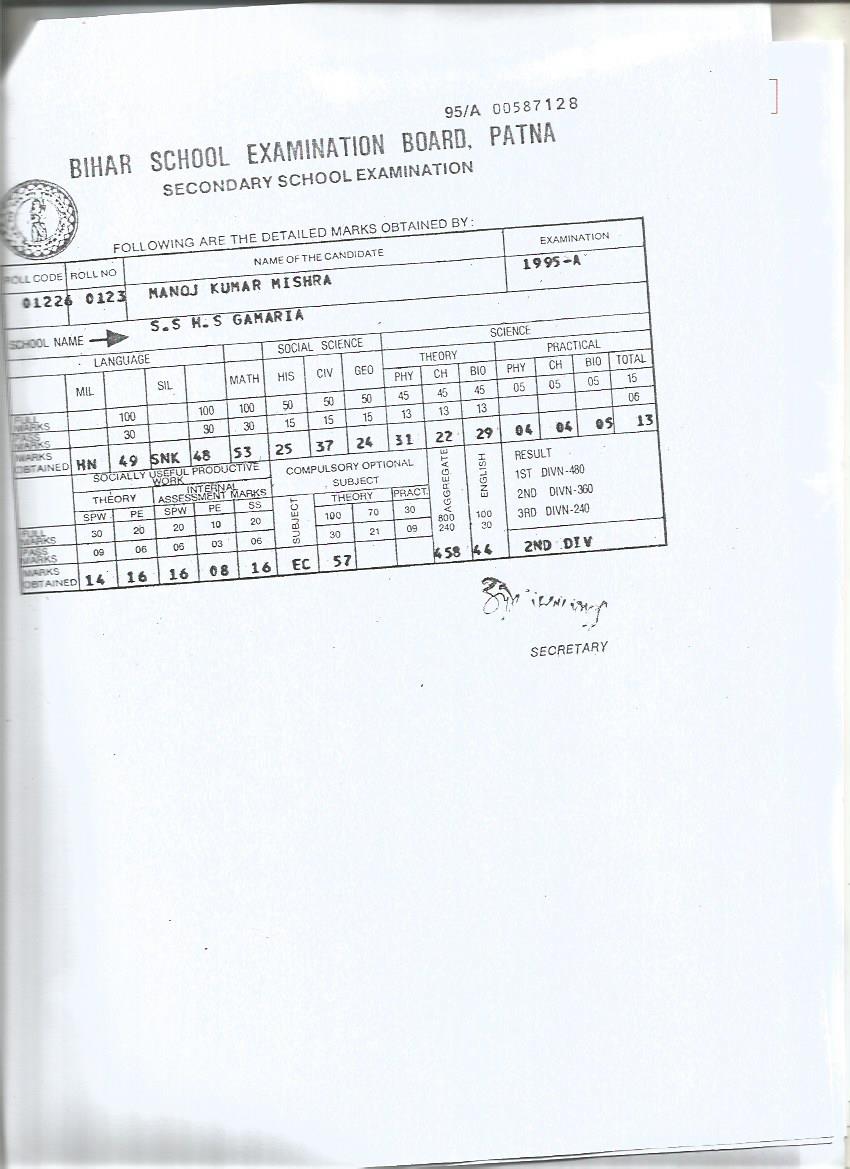 95/A 00587128
BIHAR SCHOOL EXAMINATION BOARD, PATNA
SECONDARY SCHOOL EXAMINATION
FOLLOWING ARE THE DETAILED MARKS OBTAINED BY:
ROLL CODE ROLL NO NAME OF THE CANDIDATE EXAMINATION
01226 0123 MANOJ KUMAR MISHRA 1995-A
SCHOOL NAME S.S H.S GAMARIA
LANGUAGE SOCIAL SCIENCE SCIENCE
THEORY PRACTICAL
MIL SIL MATH HIS CIV GEO PHY CH BIO PHY CH BIO TOTAL
FULL MARKS 100 100 100 50 50 50 45 45 45 05 05 05 15
PASS MARKS 30 30 30 15 15 15 13 13 13 06
MARKS OBTAINED HN 49 SNK 48 53 25 37 24 31 22 29 04 04 05 13
SOCIALLY USEFUL PRODUCTIVE WORK COMPULSORY OPTIONAL SUBJECT AGGREGATE ENGLISH RESULT
THEORY INTERNAL ASSESSMENT MARKS SUBJECT THEORY PRACT. 1ST DIVN-480
SPW PE SPW PE SS 2ND DIVN-360
FULL MARKS 30 20 20 10 20 100 70 30 800 100 3RD DIVN-240
PASS MARKS 09 06 06 03 06 30 21 09 240 30
MARKS OBTAINED 14 16 16 08 16 EC 57 458 44 2ND DIV
SECRETARY